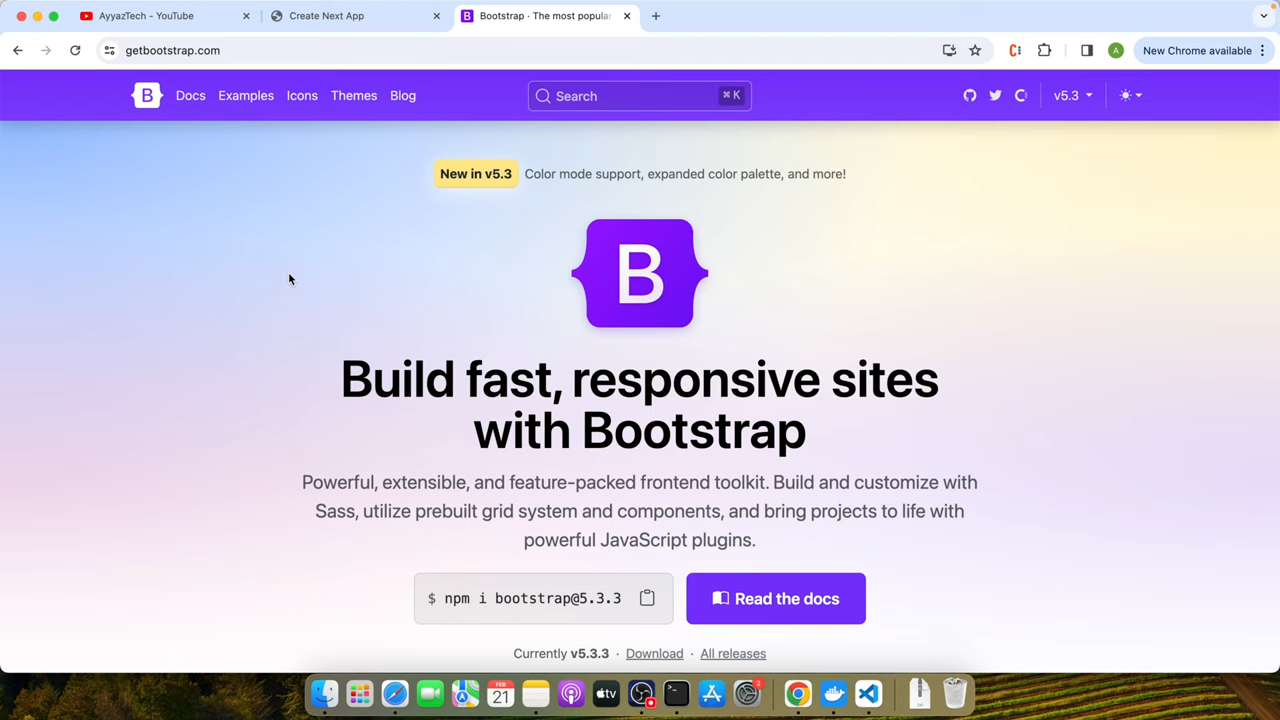 AyyazTech - YouTube
Create Next App
Bootstrap · The most popular
getbootstrap.com
A
New Chrome available
B
Docs
Examples
Icons
Themes
Blog
Search
⌘ K
v5.3
New in v5.3 Color mode support, expanded color palette, and more!
B
Build fast, responsive sites
with Bootstrap
Powerful, extensible, and feature-packed frontend toolkit. Build and customize with
Sass, utilize prebuilt grid system and components, and bring projects to life with
powerful JavaScript plugins.
$ npm i bootstrap@5.3.3
Read the docs
Currently v5.3.3 · Download · All releases
FEB
21
tv
2